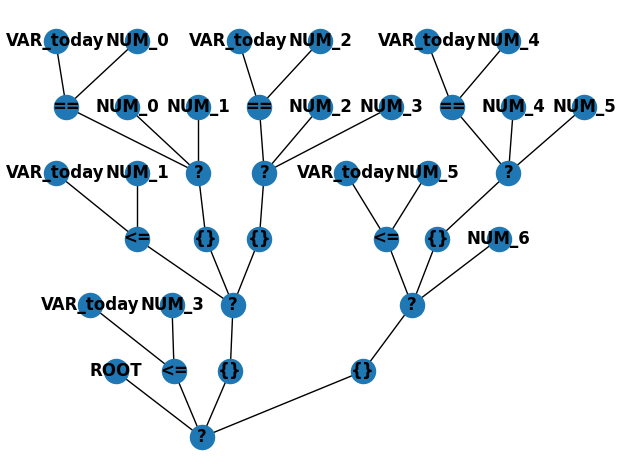 VAR_today NUM_0 VAR_today NUM_2 VAR_today NUM_4
== NUM_0 NUM_1 == NUM_2 NUM_3 == NUM_4 NUM_5
VAR_today NUM_1 ? ? VAR_today NUM_5 ?
<= {} {} <= {} NUM_6
VAR_today NUM_3 ? ?
ROOT <= {} {}
?